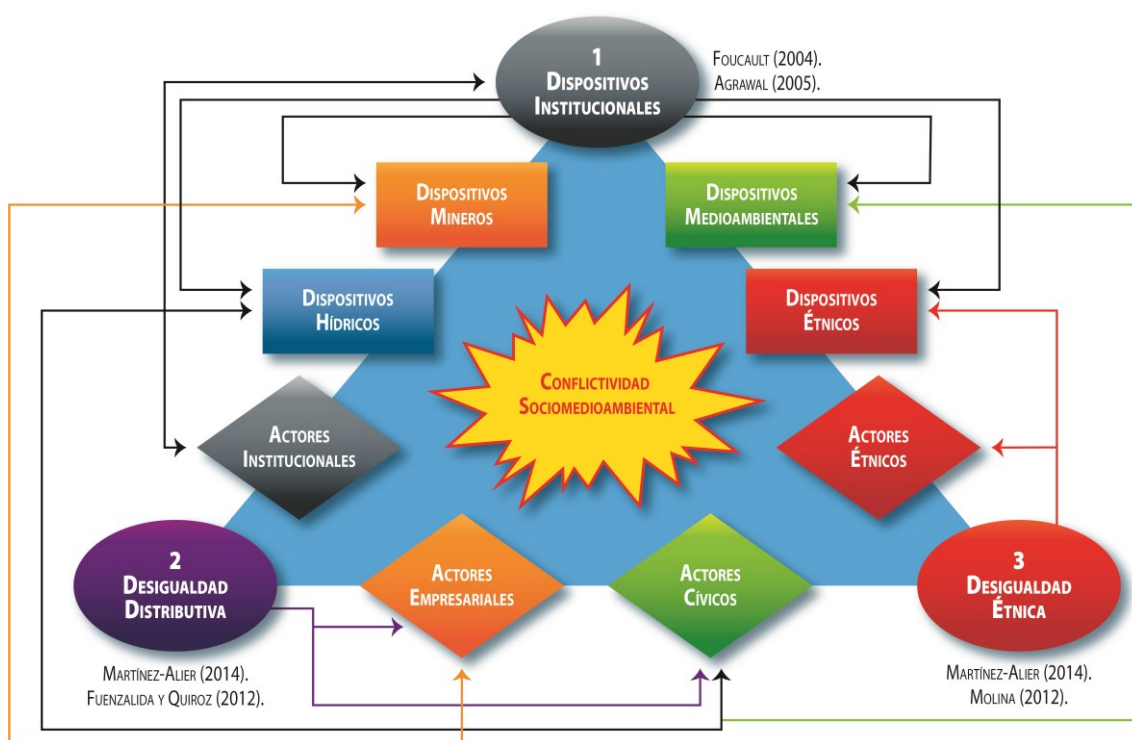 1
Dispositivos
Institucionales
Foucault (2004).
Agrawal (2005).
Dispositivos
Mineros
Dispositivos
Medioambientales
Dispositivos
Hídricos
Dispositivos
Étnicos
Conflictividad
Sociomedioambiental
Actores
Institucionales
Actores
Étnicos
2
Desigualdad
Distributiva
Actores
Empresariales
Actores
Cívicos
3
Desigualdad
Étnica
Martínez-Alier (2014).
Fuenzalida y Quiroz (2012).
Martínez-Alier (2014).
Molina (2012).